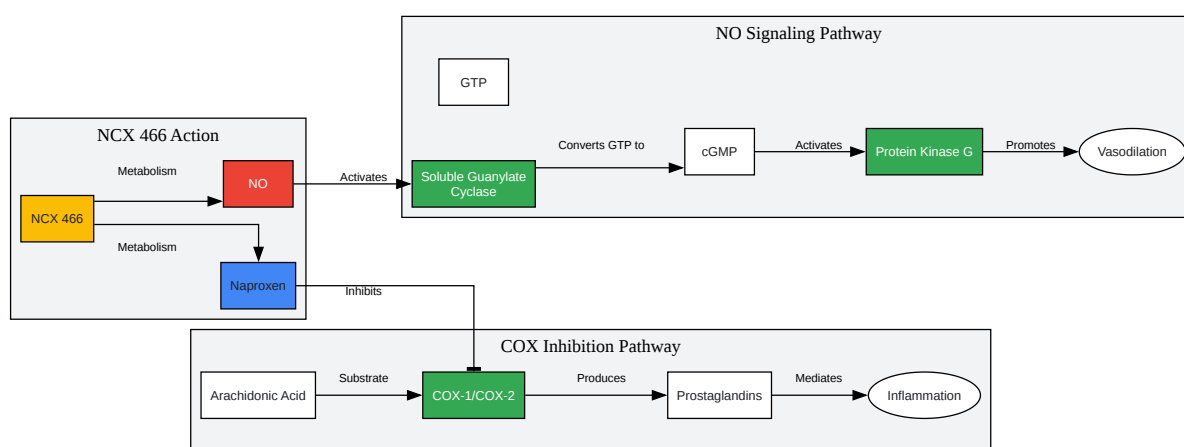 NO Signaling Pathway
GTP
NCX 466 Action
Metabolism
NCX 466
NO
Activates
Soluble Guanylate
Cyclase
Converts GTP to
cGMP
Activates
Protein Kinase G
Promotes
Vasodilation
Metabolism
Naproxen
Inhibits
COX Inhibition Pathway
Arachidonic Acid
Substrate
COX-1/COX-2
Produces
Prostaglandins
Mediates
Inflammation